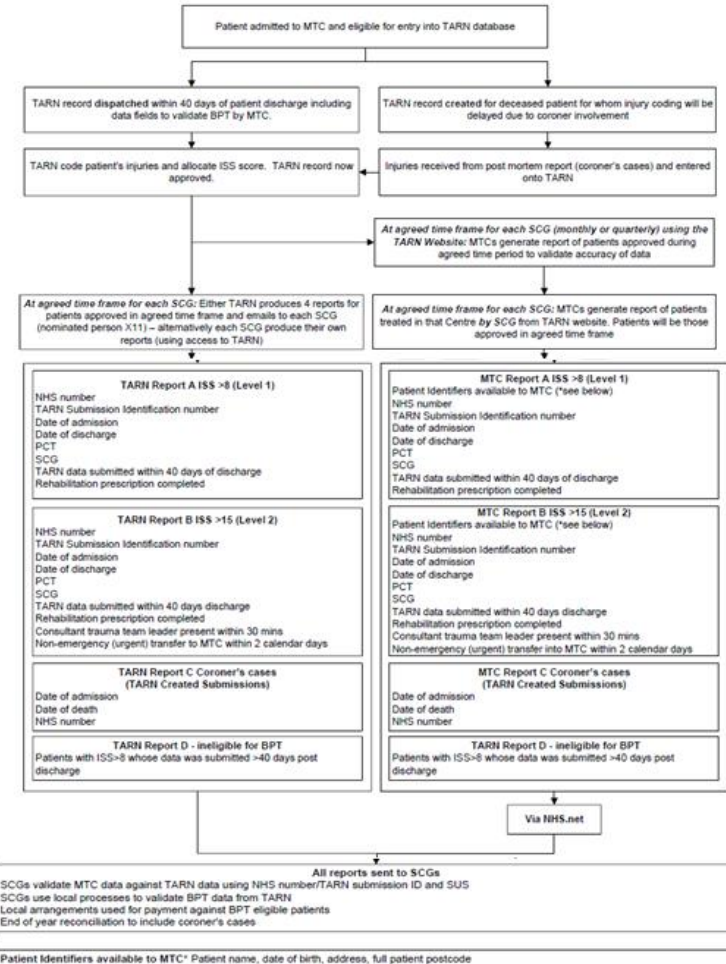 Patient admitted to MTC and eligible for entry into TARN database
TARN record dispatched within 40 days of patient discharge including
data fields to validate BPT by MTC.
TARN record created for deceased patient for whom injury coding will be
delayed due to coroner involvement
TARN code patient's injuries and allocate ISS score. TARN record now
approved.
Injuries received from post mortem report (coroner's cases) and entered
onto TARN
At agreed time frame for each SCG (monthly or quarterly) using the
TARN Website: MTCs generate report of patients approved during
agreed time period to validate accuracy of data
At agreed time frame for each SCG: Either TARN produces 4 reports for
patients approved in agreed time frame and emails to each SCG
(nominated person X11) – alternatively each SCG produce their own
reports (using access to TARN)
At agreed time frame for each SCG: MTCs generate report of patients
treated in that Centre by SCG from TARN website. Patients will be those
approved in agreed time frame
TARN Report A ISS >8 (Level 1)
NHS number
TARN Submission Identification number
Date of admission
Date of discharge
PCT
SCG
TARN data submitted within 40 days of discharge
Rehabilitation prescription completed
TARN Report B ISS >15 (Level 2)
NHS number
TARN Submission Identification number
Date of admission
Date of discharge
PCT
SCG
TARN data submitted within 40 days discharge
Rehabilitation prescription completed
Consultant trauma team leader present within 30 mins
Non-emergency (urgent) transfer to MTC within 2 calendar days
TARN Report C Coroner's cases
(TARN Created Submissions)
Date of admission
Date of death
NHS number
TARN Report D - ineligible for BPT
Patients with ISS>8 whose data was submitted >40 days post
discharge
MTC Report A ISS >8 (Level 1)
Patient Identifiers available to MTC (*see below)
NHS number
TARN Submission Identification number
Date of admission
Date of discharge
PCT
SCG
TARN data submitted within 40 days of discharge
Rehabilitation prescription completed
MTC Report B ISS >15 (Level 2)
Patient Identifiers available to MTC (*see below)
NHS number
TARN Submission Identification number
Date of admission
Date of discharge
PCT
SCG
TARN data submitted within 40 days discharge
Rehabilitation prescription completed
Consultant trauma team leader present within 30 mins
Non-emergency (urgent) transfer into MTC within 2 calendar days
MTC Report C Coroner's cases
(TARN Created Submissions)
Date of admission
Date of death
NHS number
TARN Report D - ineligible for BPT
Patients with ISS>8 whose data was submitted >40 days post
discharge
Via NHS.net
All reports sent to SCGs
SCGs validate MTC data against TARN data using NHS number/TARN submission ID and SUS
SCGs use local processes to validate BPT data from TARN
Local arrangements used for payment against BPT eligible patients
End of year reconciliation to include coroner's cases
Patient Identifiers available to MTC* Patient name, date of birth, address, full patient postcode